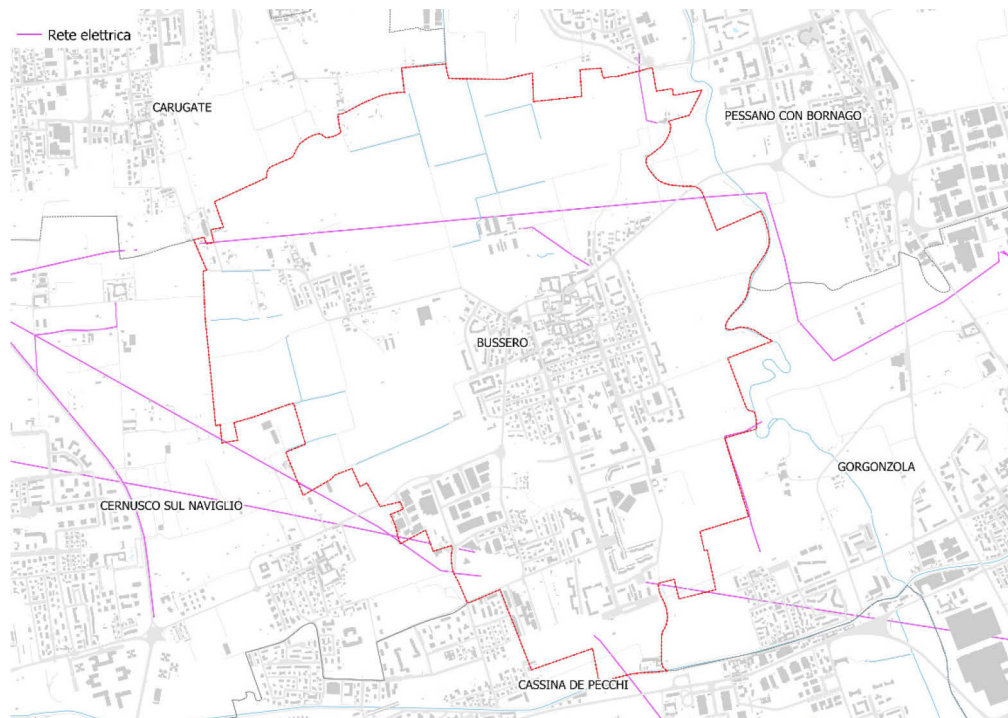 Rete elettrica
CARUGATE
PESSANO CON BORNAGO
BUSSERO
GORGONZOLA
CERNUSCO SUL NAVIGLIO
CASSINA DE PECCHI